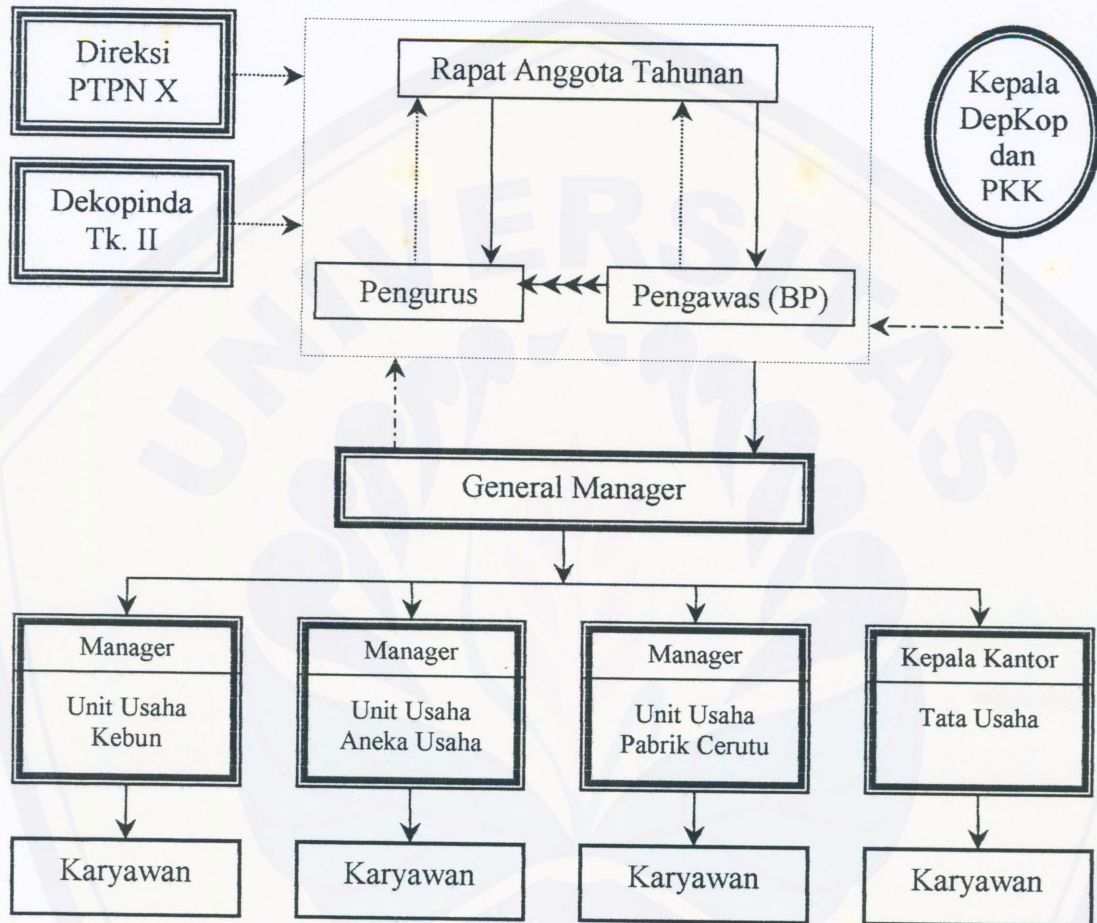 Direksi
PTPN X
Rapat Anggota Tahunan
Kepala
DepKop
dan
PKK
Dekopinda
Tk. II
Pengurus
Pengawas (BP)
General Manager
Manager
Unit Usaha
Kebun
Manager
Unit Usaha
Aneka Usaha
Manager
Unit Usaha
Pabrik Cerutu
Kepala Kantor
Tata Usaha
Karyawan
Karyawan
Karyawan
Karyawan
UNIVERSITAS